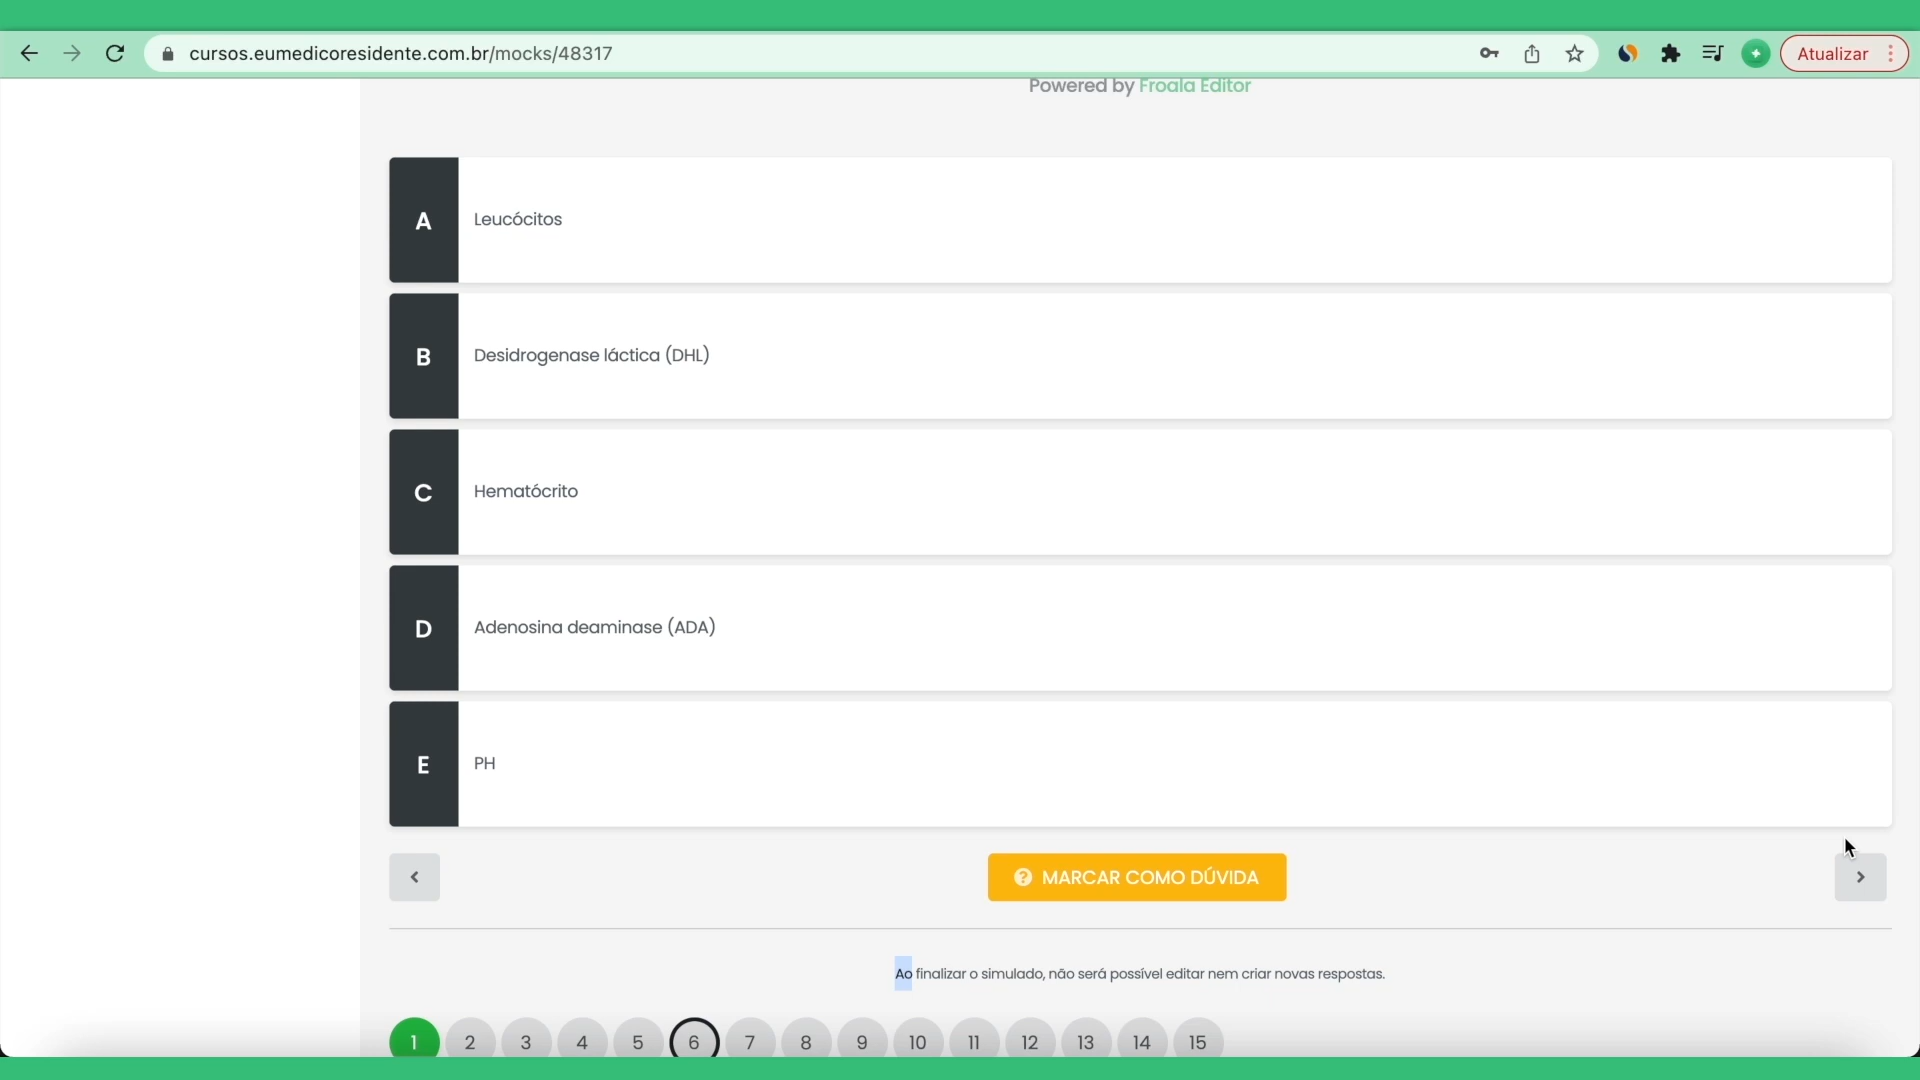 cursos.eumedicoresidente.com.br/mocks/48317
Atualizar
Powered by Froala Editor
A
Leucócitos
B
Desidrogenase láctica (DHL)
C
Hematócrito
D
Adenosina deaminase (ADA)
E
PH
MARCAR COMO DÚVIDA
Ao finalizar o simulado, não será possível editar nem criar novas respostas.
1 2 3 4 5 6 7 8 9 10 11 12 13 14 15